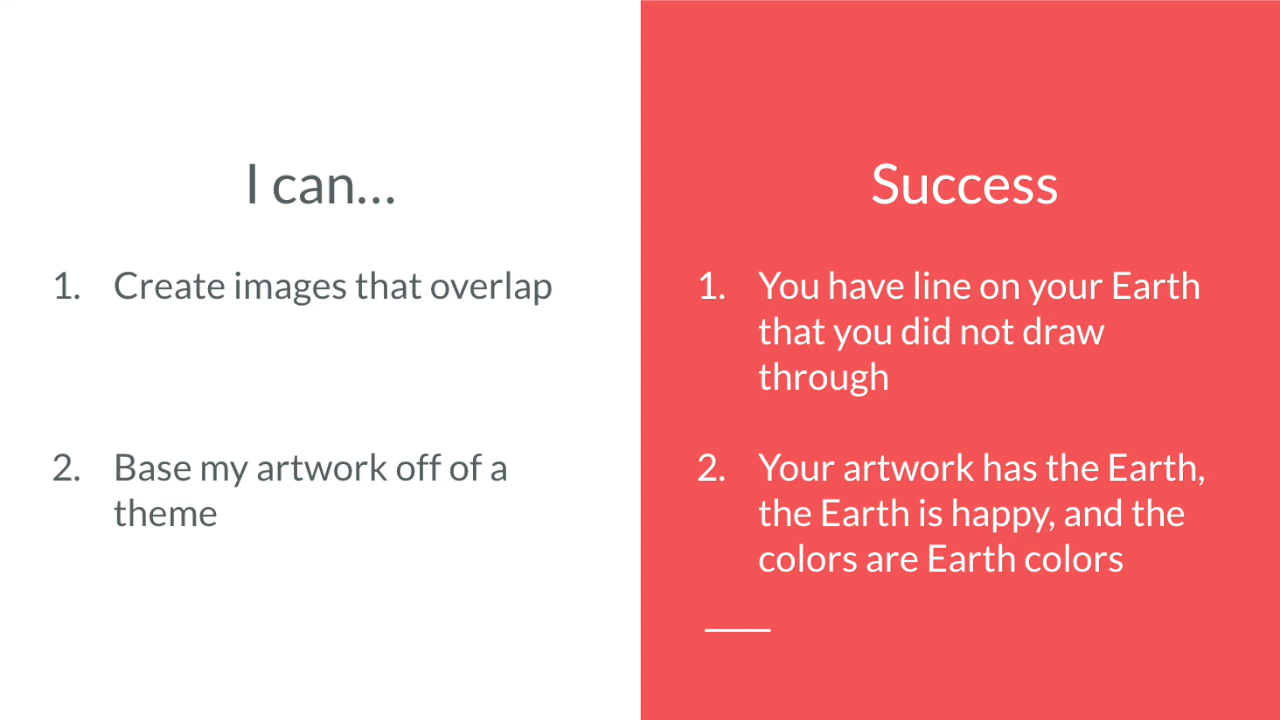 I can...
1. Create images that overlap
2. Base my artwork off of a
theme
Success
1. You have line on your Earth
that you did not draw
through
2. Your artwork has the Earth,
the Earth is happy, and the
colors are Earth colors